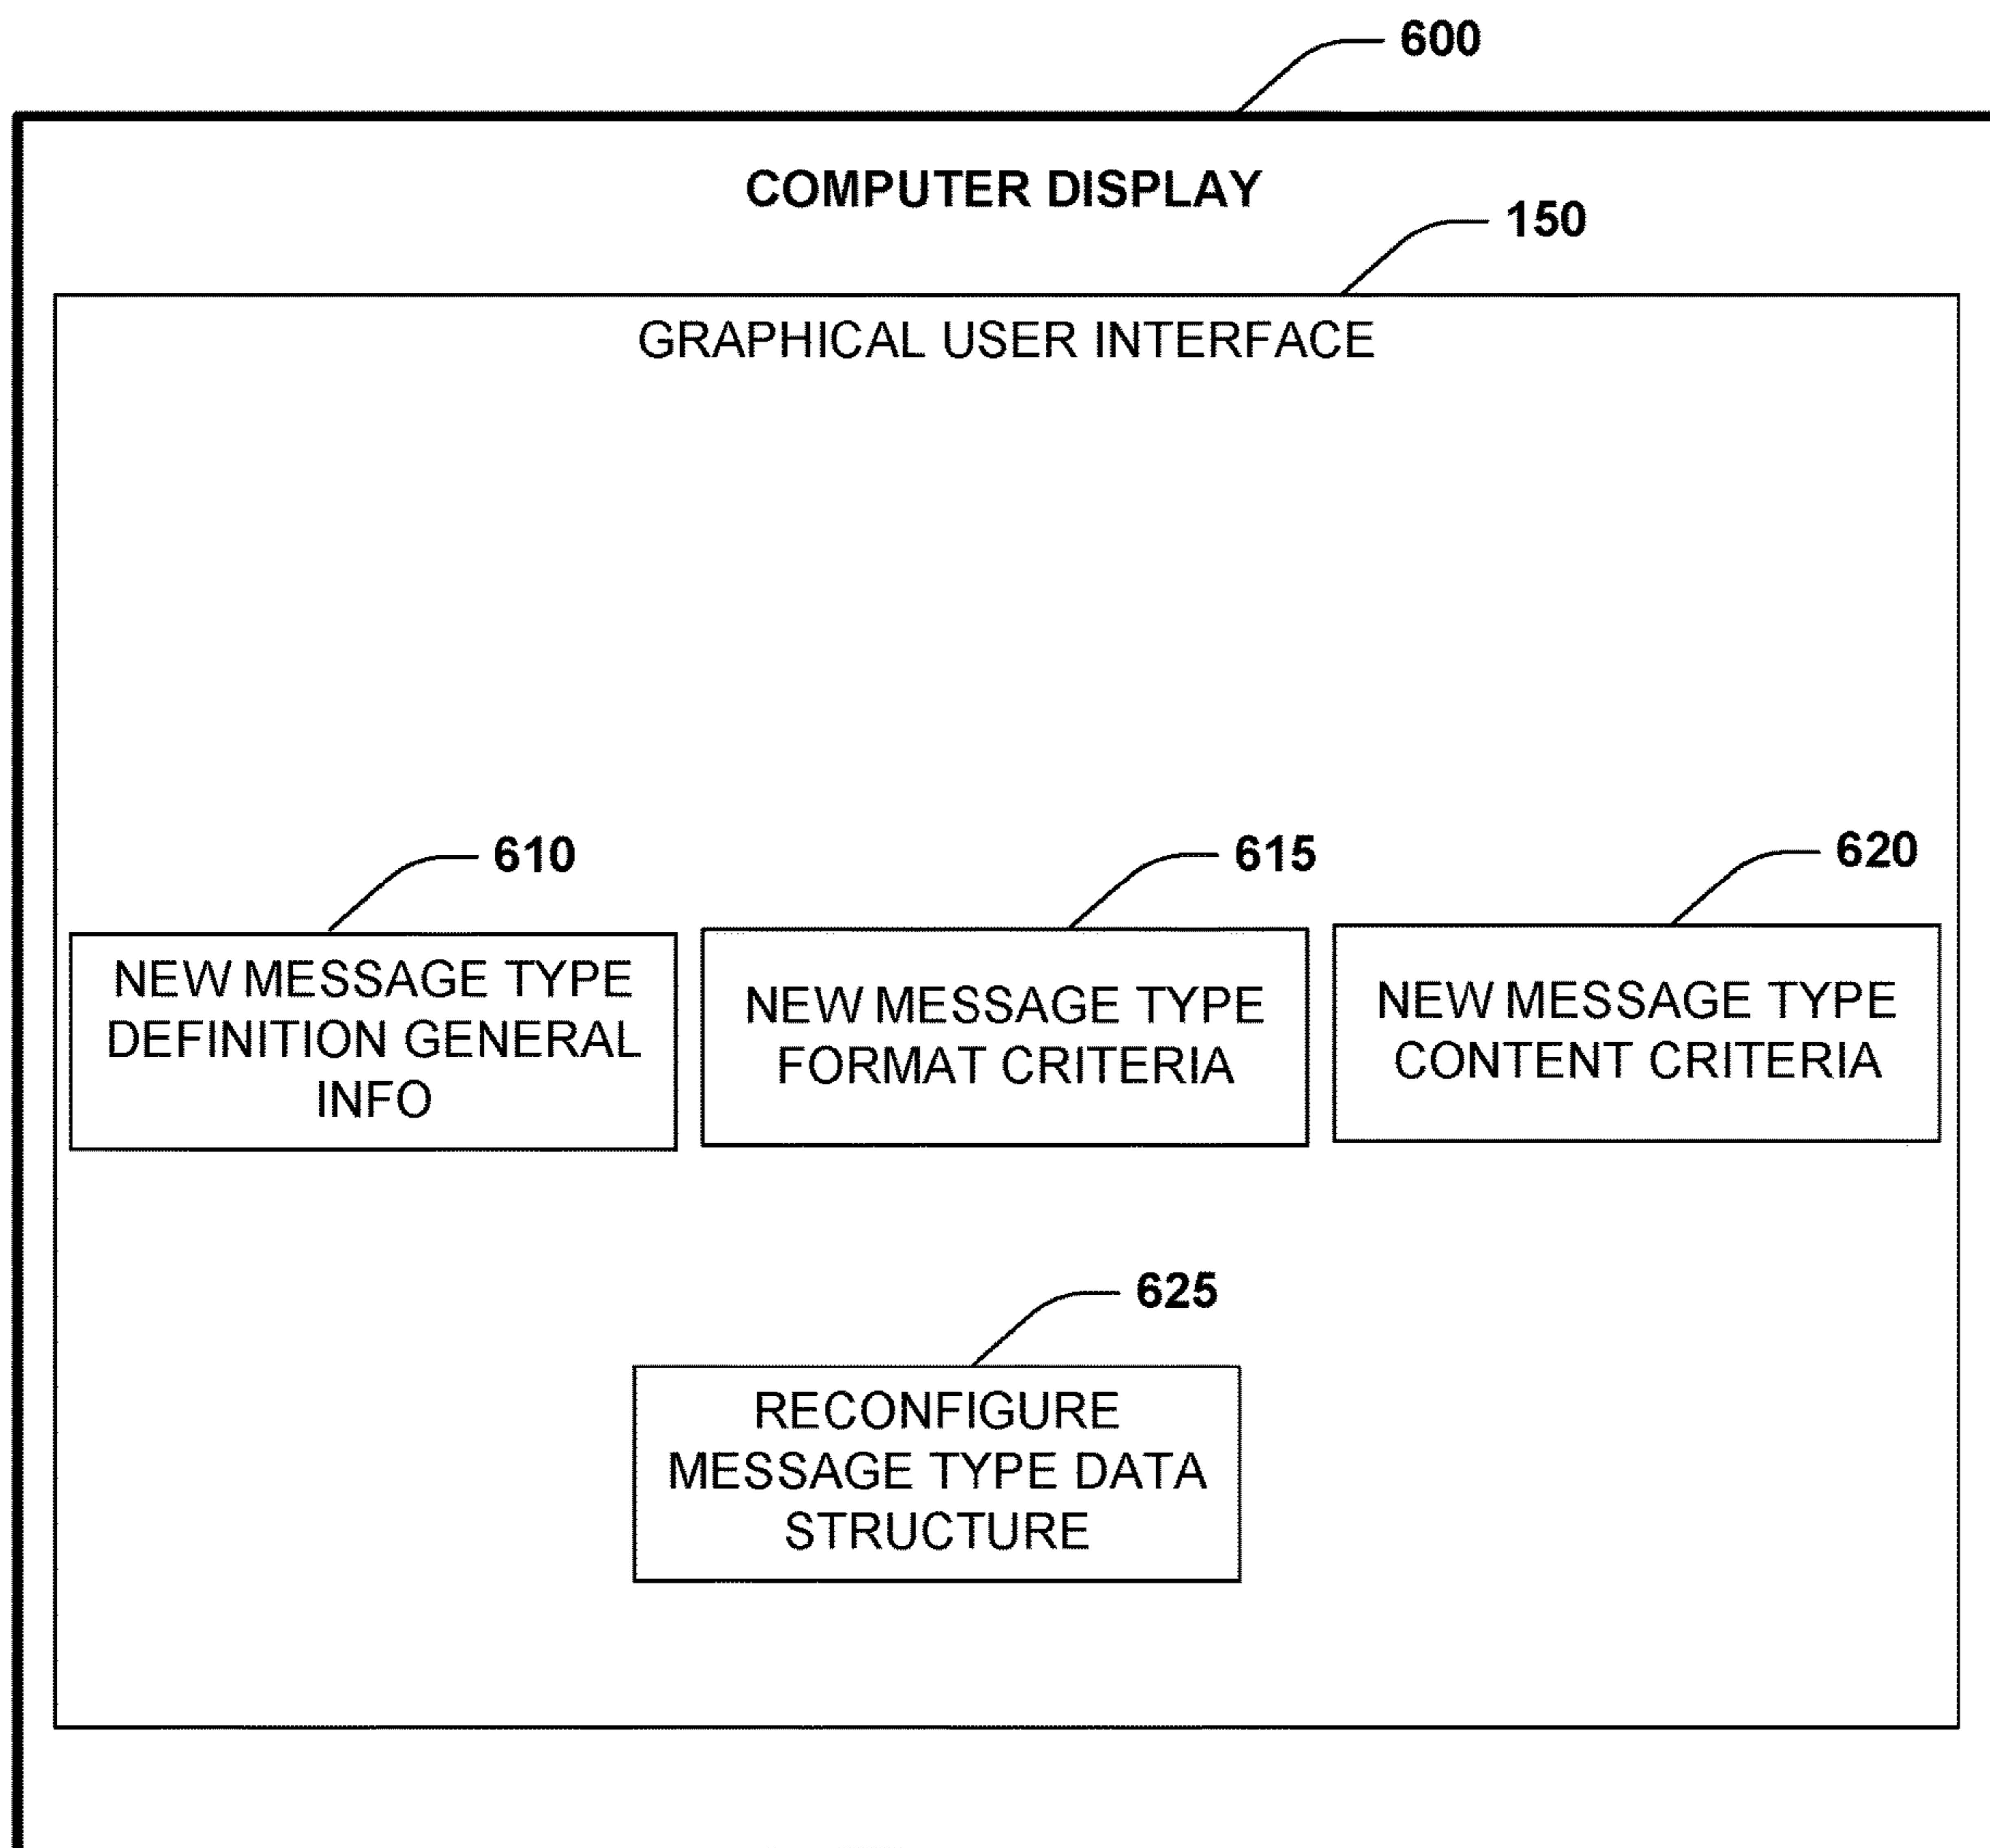 600
COMPUTER DISPLAY
150
GRAPHICAL USER INTERFACE
610
615
620
NEW MESSAGE TYPE
DEFINITION GENERAL
INFO
NEW MESSAGE TYPE
FORMAT CRITERIA
NEW MESSAGE TYPE
CONTENT CRITERIA
625
RECONFIGURE
MESSAGE TYPE DATA
STRUCTURE